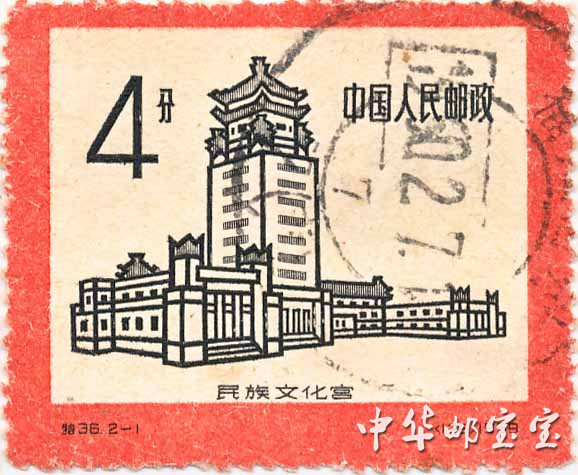 4分
中国人民邮政
民族文化宫
特36.2-1
中华邮宝宝